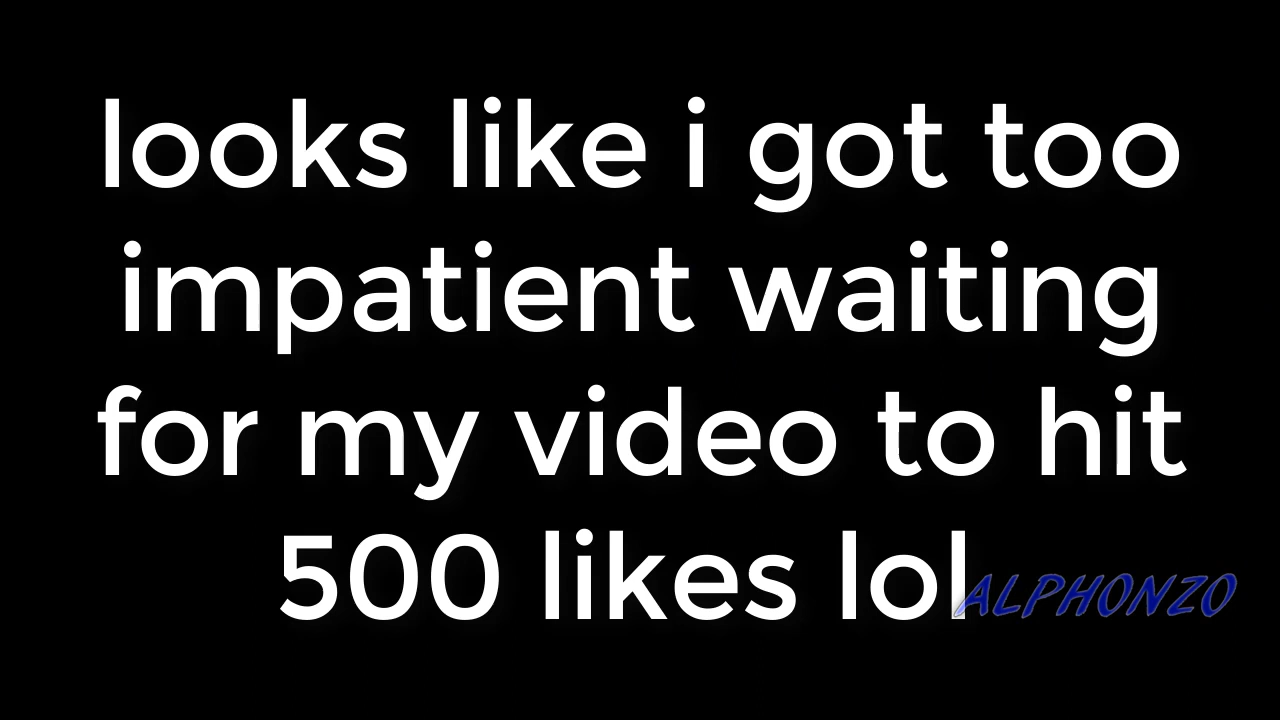 looks like i got too
impatient waiting
for my video to hit
500 likes lol
ALPHONZO